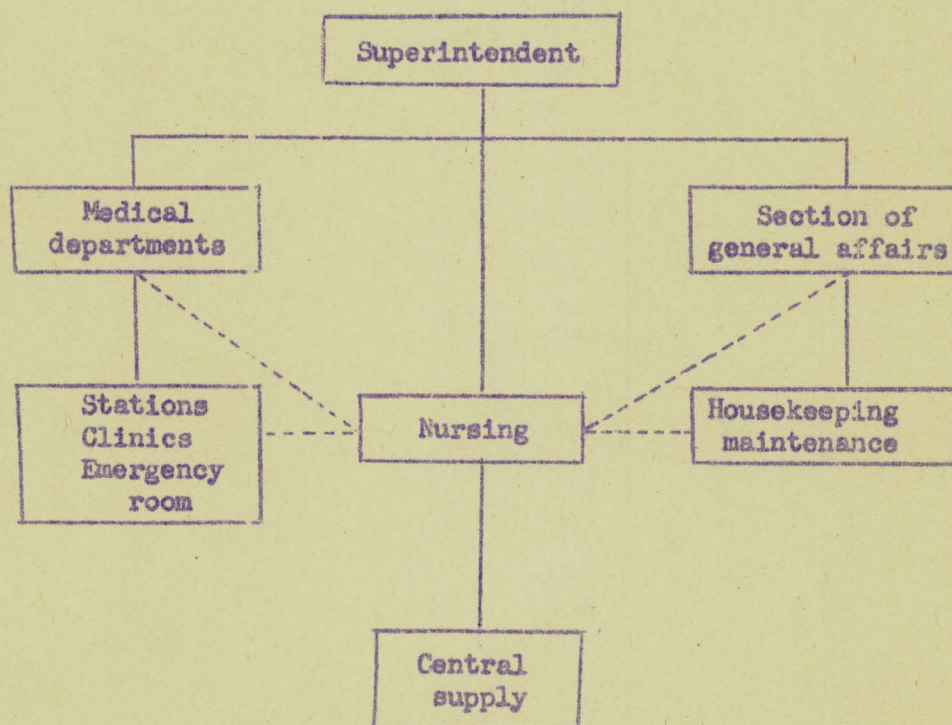 Superintendent
Medical
departments
Section of
general affairs
Stations
Clinics
Emergency
room
Nursing
Housekeeping
maintenance
Central
supply